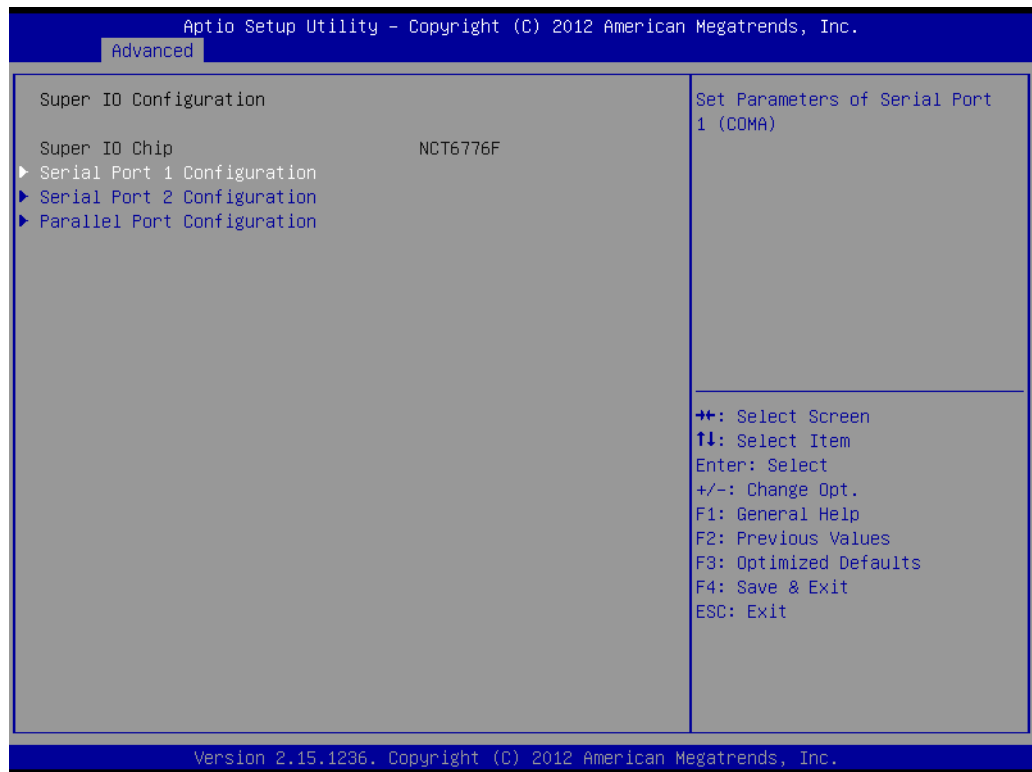 Aptio Setup Utility – Copyright (C) 2012 American Megatrends, Inc.
Advanced
Super IO Configuration
Super IO Chip NCT6776F
▶ Serial Port 1 Configuration
▶ Serial Port 2 Configuration
▶ Parallel Port Configuration
Set Parameters of Serial Port
1 (COMA)
→←: Select Screen
↑↓: Select Item
Enter: Select
+/-: Change Opt.
F1: General Help
F2: Previous Values
F3: Optimized Defaults
F4: Save & Exit
ESC: Exit
Version 2.15.1236. Copyright (C) 2012 American Megatrends, Inc.